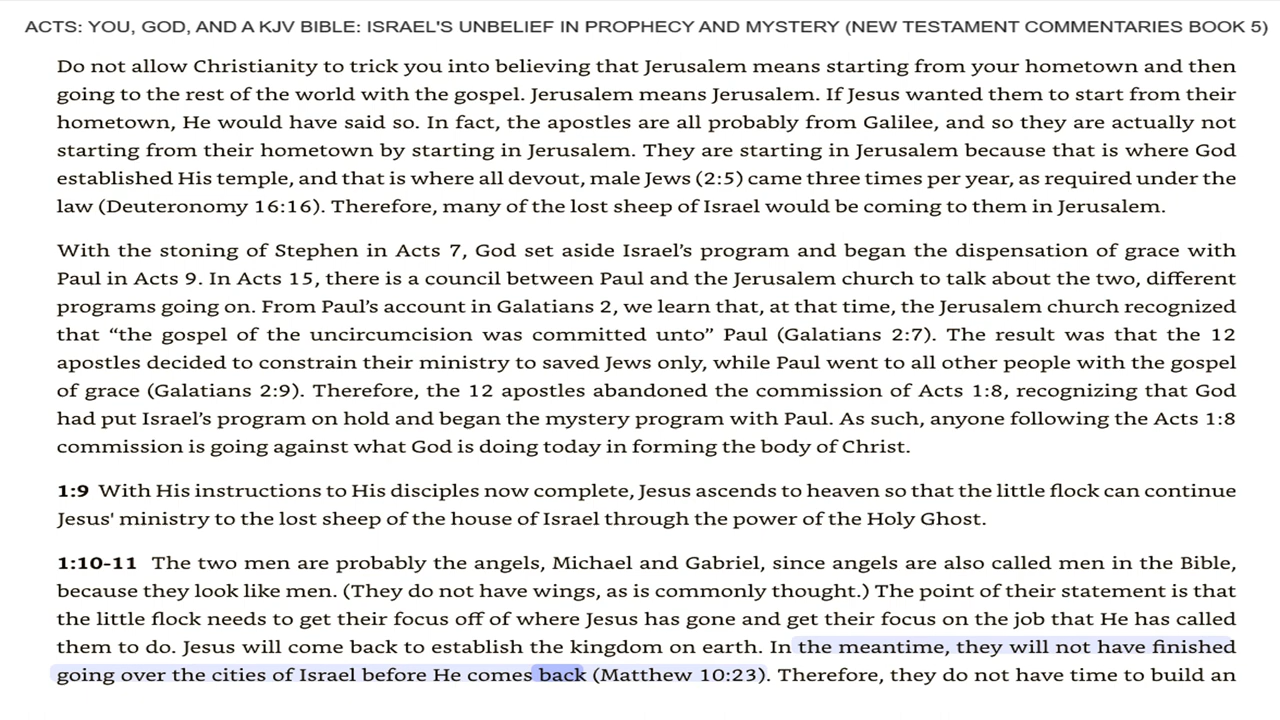 ACTS: YOU, GOD, AND A KJV BIBLE: ISRAEL'S UNBELIEF IN PROPHECY AND MYSTERY (NEW TESTAMENT COMMENTARIES BOOK 5)
Do not allow Christianity to trick you into believing that Jerusalem means starting from your hometown and then
going to the rest of the world with the gospel. Jerusalem means Jerusalem. If Jesus wanted them to start from their
hometown, He would have said so. In fact, the apostles are all probably from Galilee, and so they are actually not
starting from their hometown by starting in Jerusalem. They are starting in Jerusalem because that is where God
established His temple, and that is where all devout, male Jews (2:5) came three times per year, as required under the
law (Deuteronomy 16:16). Therefore, many of the lost sheep of Israel would be coming to them in Jerusalem.
With the stoning of Stephen in Acts 7, God set aside Israel’s program and began the dispensation of grace with
Paul in Acts 9. In Acts 15, there is a council between Paul and the Jerusalem church to talk about the two, different
programs going on. From Paul’s account in Galatians 2, we learn that, at that time, the Jerusalem church recognized
that “the gospel of the uncircumcision was committed unto” Paul (Galatians 2:7). The result was that the 12
apostles decided to constrain their ministry to saved Jews only, while Paul went to all other people with the gospel
of grace (Galatians 2:9). Therefore, the 12 apostles abandoned the commission of Acts 1:8, recognizing that God
had put Israel’s program on hold and began the mystery program with Paul. As such, anyone following the Acts 1:8
commission is going against what God is doing today in forming the body of Christ.
1:9 With His instructions to His disciples now complete, Jesus ascends to heaven so that the little flock can continue
Jesus' ministry to the lost sheep of the house of Israel through the power of the Holy Ghost.
1:10-11 The two men are probably the angels, Michael and Gabriel, since angels are also called men in the Bible,
because they look like men. (They do not have wings, as is commonly thought.) The point of their statement is that
the little flock needs to get their focus off of where Jesus has gone and get their focus on the job that He has called
them to do. Jesus will come back to establish the kingdom on earth. In the meantime, they will not have finished
going over the cities of Israel before He comes back (Matthew 10:23). Therefore, they do not have time to build an